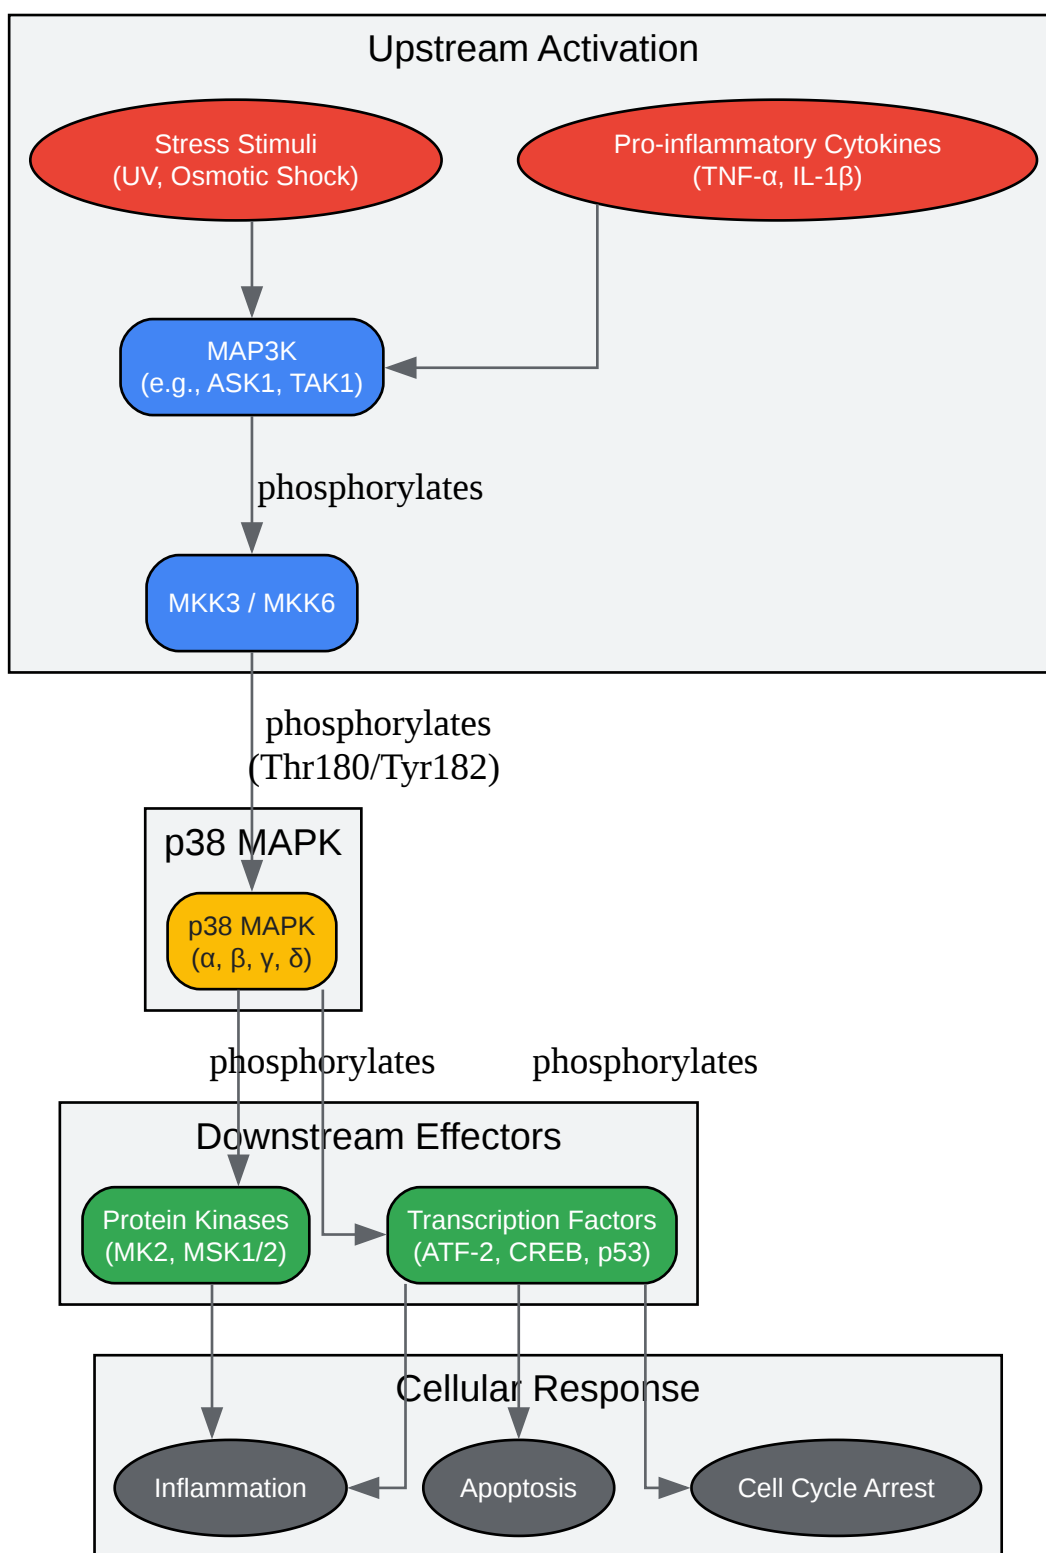 Upstream Activation
Stress Stimuli
(UV, Osmotic Shock)
Pro-inflammatory Cytokines
(TNF-α, IL-1β)
MAP3K
(e.g., ASK1, TAK1)
phosphorylates
MKK3 / MKK6
phosphorylates
(Thr180/Tyr182)
p38 MAPK
p38 MAPK
(α, β, γ, δ)
phosphorylates
phosphorylates
Downstream Effectors
Protein Kinases
(MK2, MSK1/2)
Transcription Factors
(ATF-2, CREB, p53)
Cellular Response
Inflammation
Apoptosis
Cell Cycle Arrest